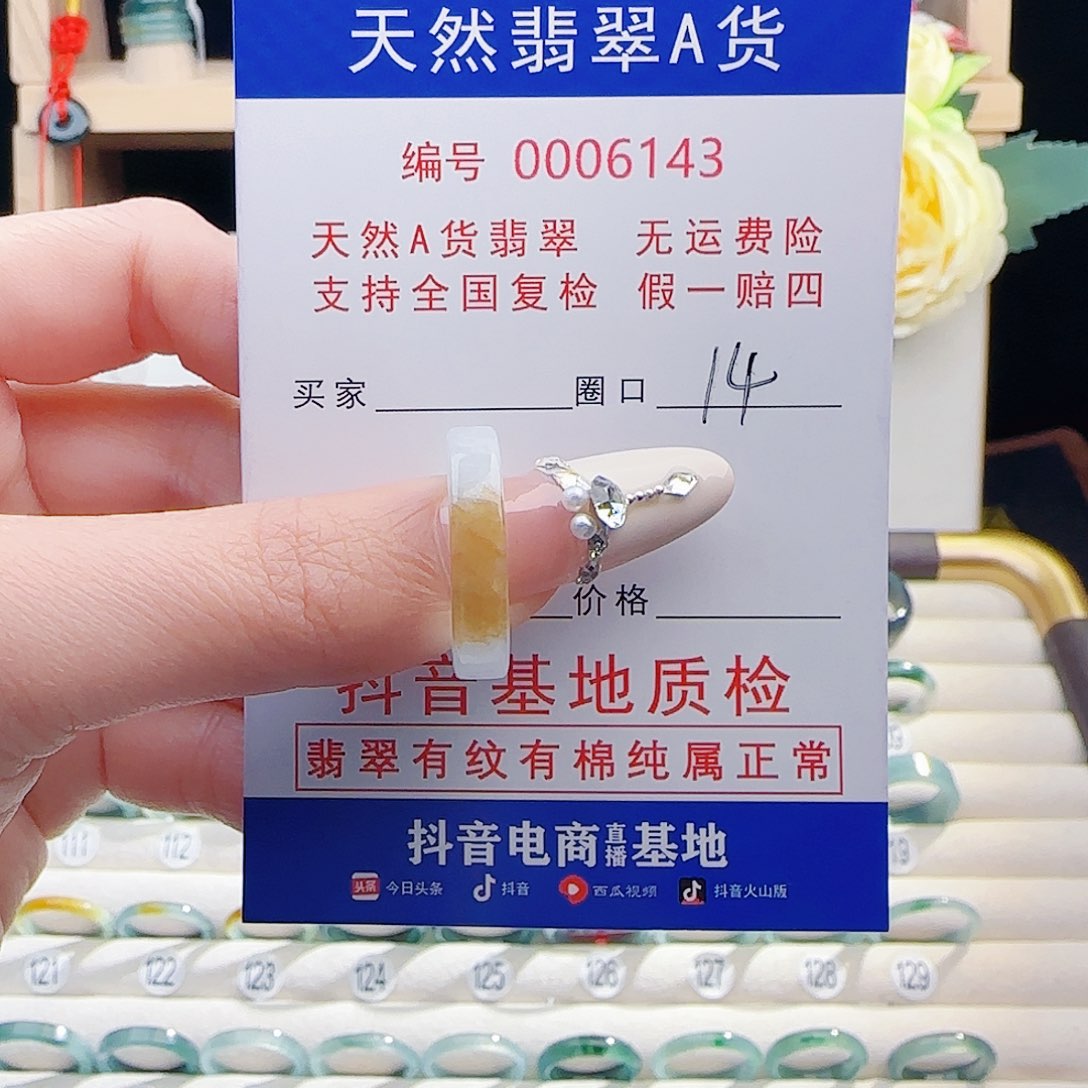 天然翡翠A货
编号 0006143
天然A货翡翠 无运费险
支持全国复检 假一赔四
买家 圈口 14
价格
抖音基地质检
翡翠有纹有棉纯属正常
抖音电商直播基地
头条 今日头条 抖音 西瓜视频 抖音火山版
111 112
121 122 123 124 125 126 127 128 129